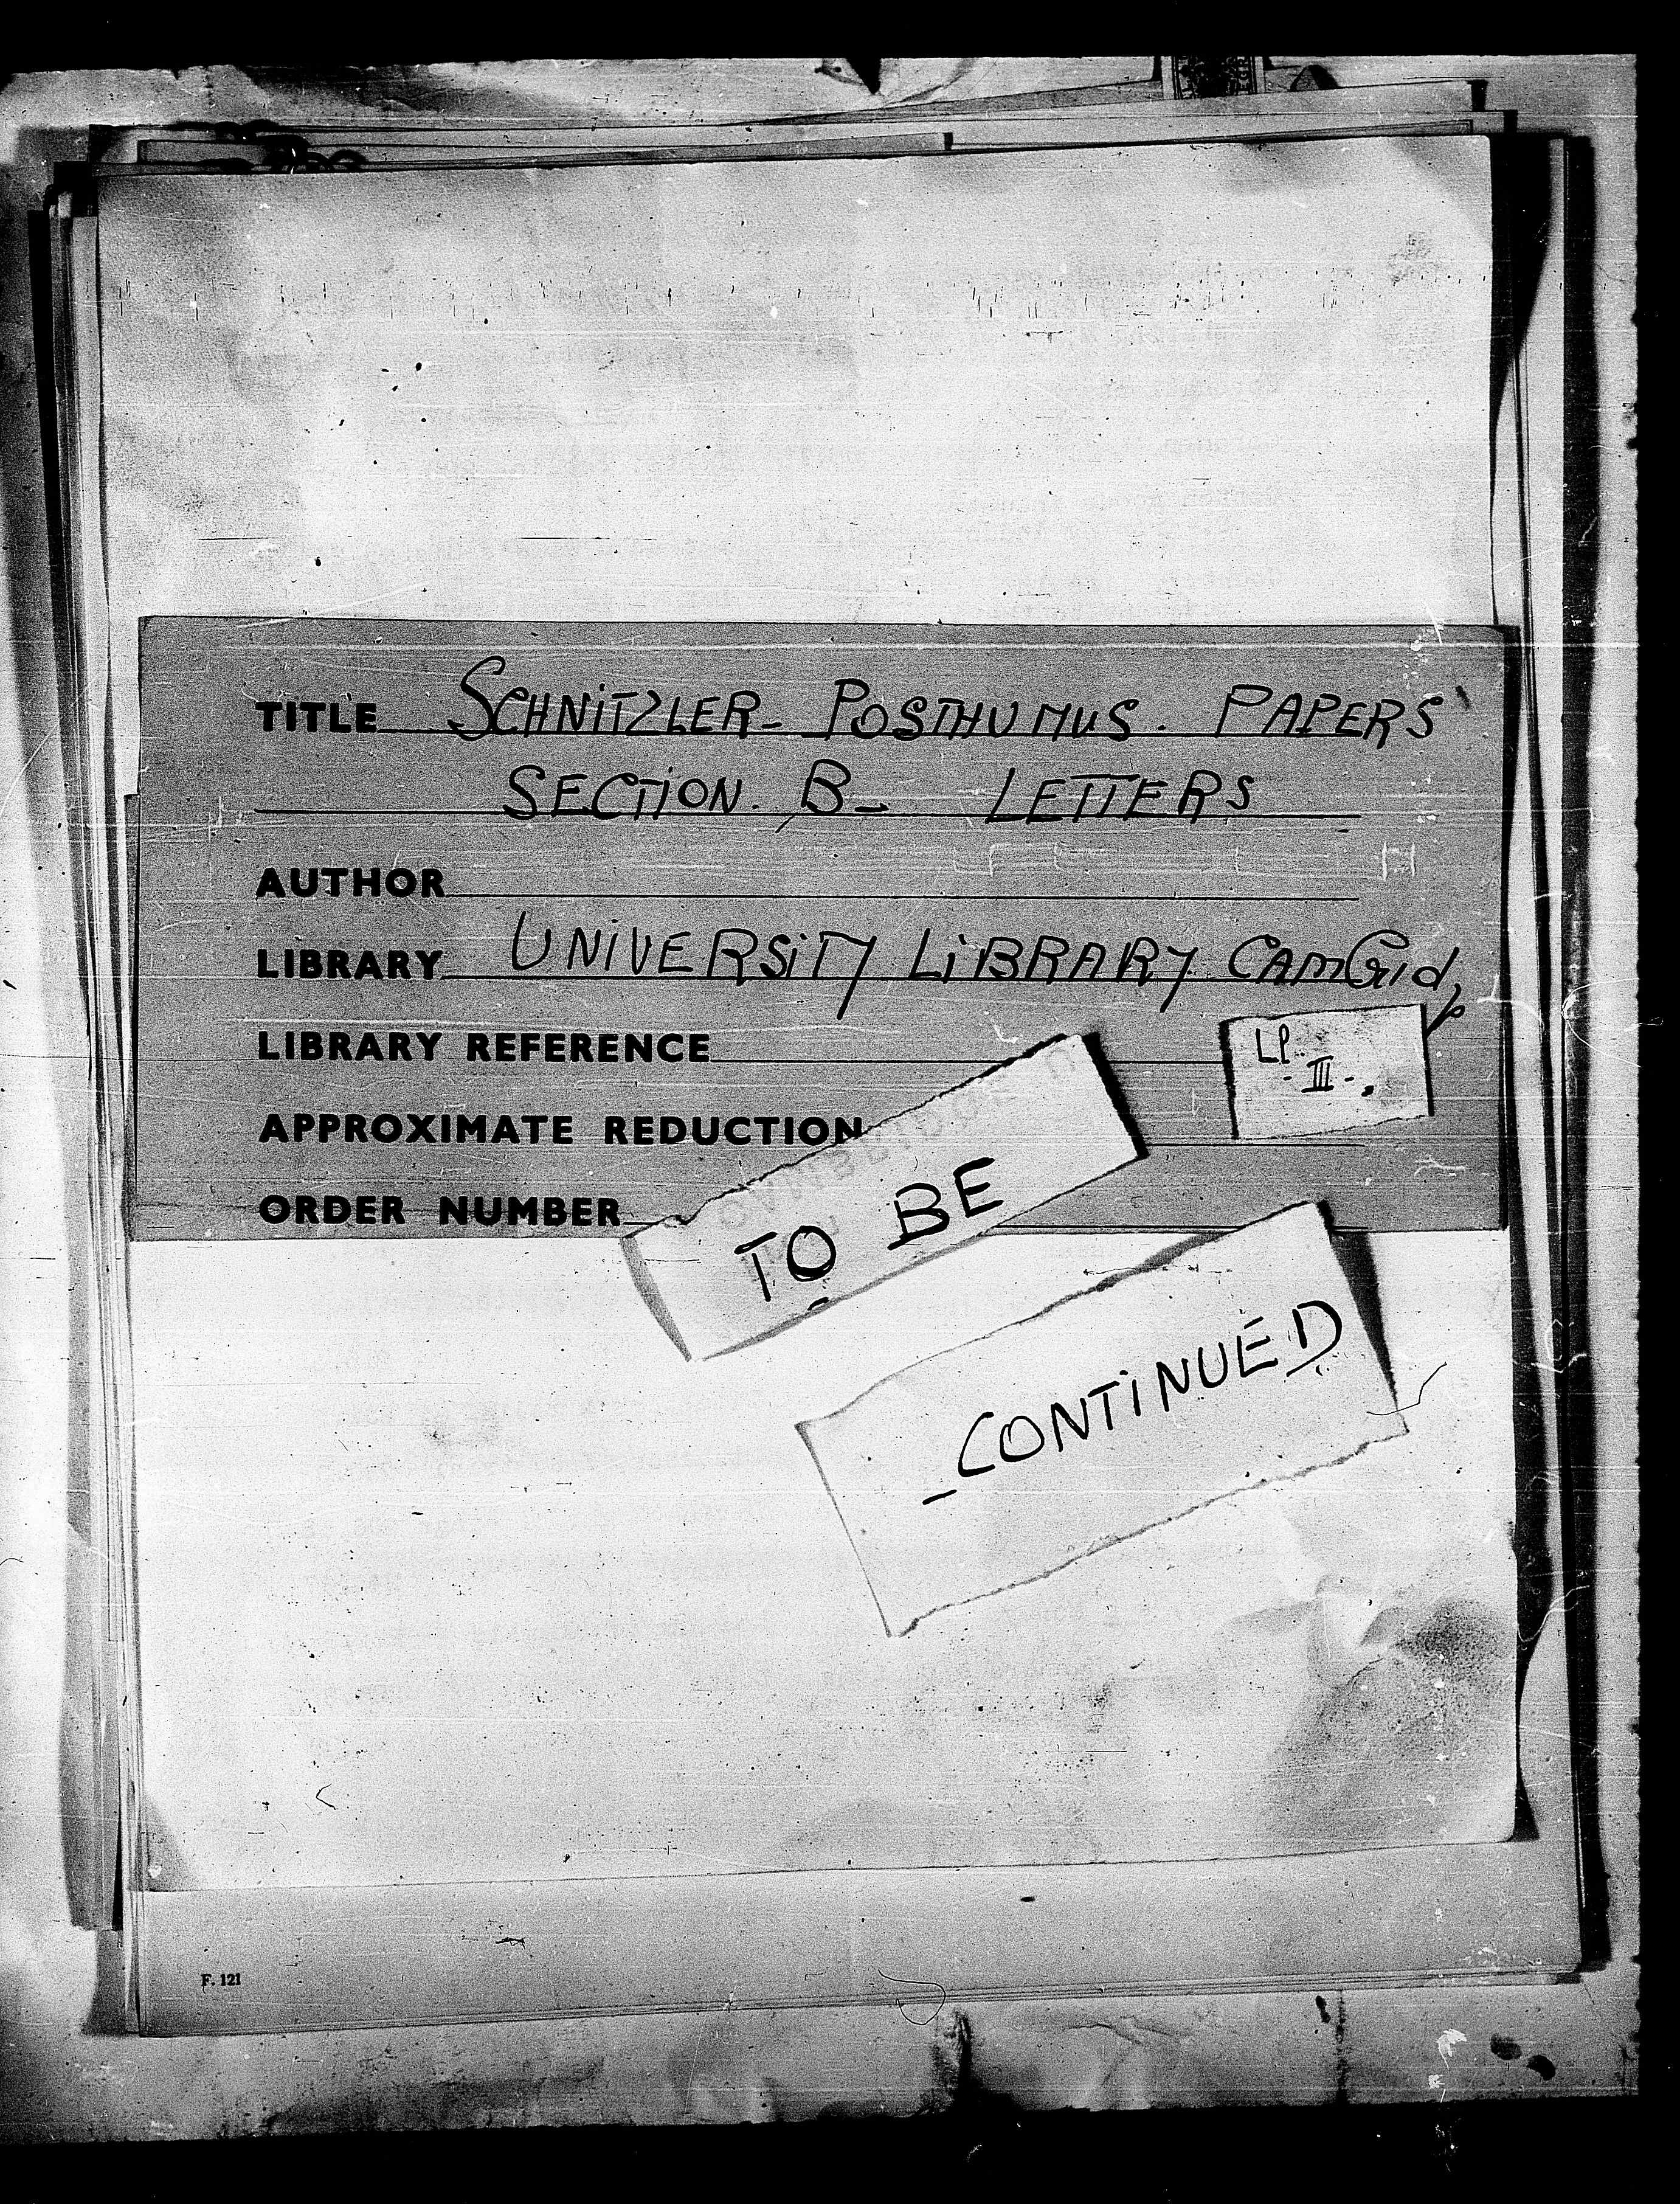 TITLE SCHNITZLER- POSTHUMUS. PAPERS
SECTION. B- LETTERS
AUTHOR
LIBRARY UNIVERSITY LIBRARY
LIBRARY REFERENCE
LP.
-III-.
APPROXIMATE REDUCTION
ORDER NUMBER
TO BE
-CONTINUED
F. 121